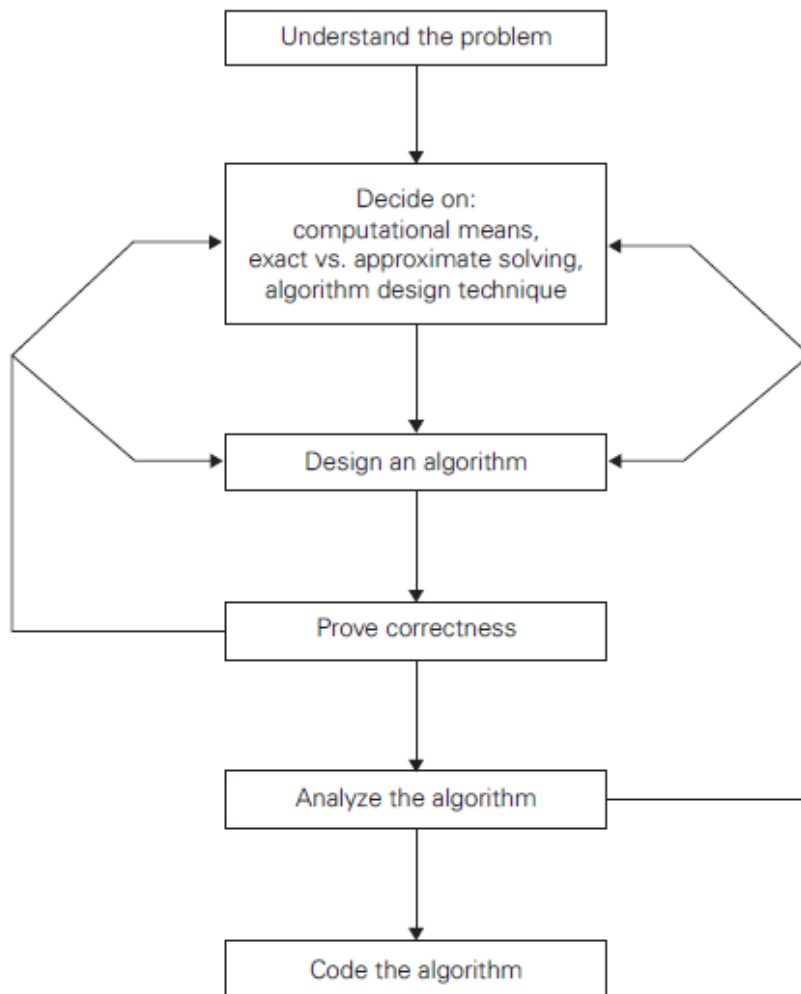 Understand the problem
Decide on:
computational means,
exact vs. approximate solving,
algorithm design technique
Design an algorithm
Prove correctness
Analyze the algorithm
Code the algorithm